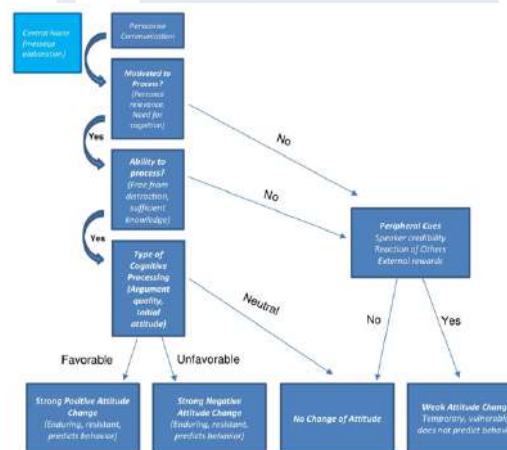 Central Route
(message
elaboration)
Persuasive
Communication
Motivated to
Process?
(Personal
relevance,
Need for
cognition)
Yes
No
Ability to
process?
(Free from
distraction,
sufficient
knowledge)
No
Yes
Peripheral Cues
Speaker credibility
Reaction of Others
External rewards
Type of
Cognitive
Processing
(Argument
quality,
Initial
attitude)
Neutral
No
Yes
Favorable
Unfavorable
Strong Positive Attitude
Change
(Enduring, resistant,
predicts behavior)
Strong Negative
Attitude Change
(Enduring, resistant,
predicts behavior)
No Change of Attitude
Weak Attitude Change
(Temporary, vulnerable,
does not predict behavior)